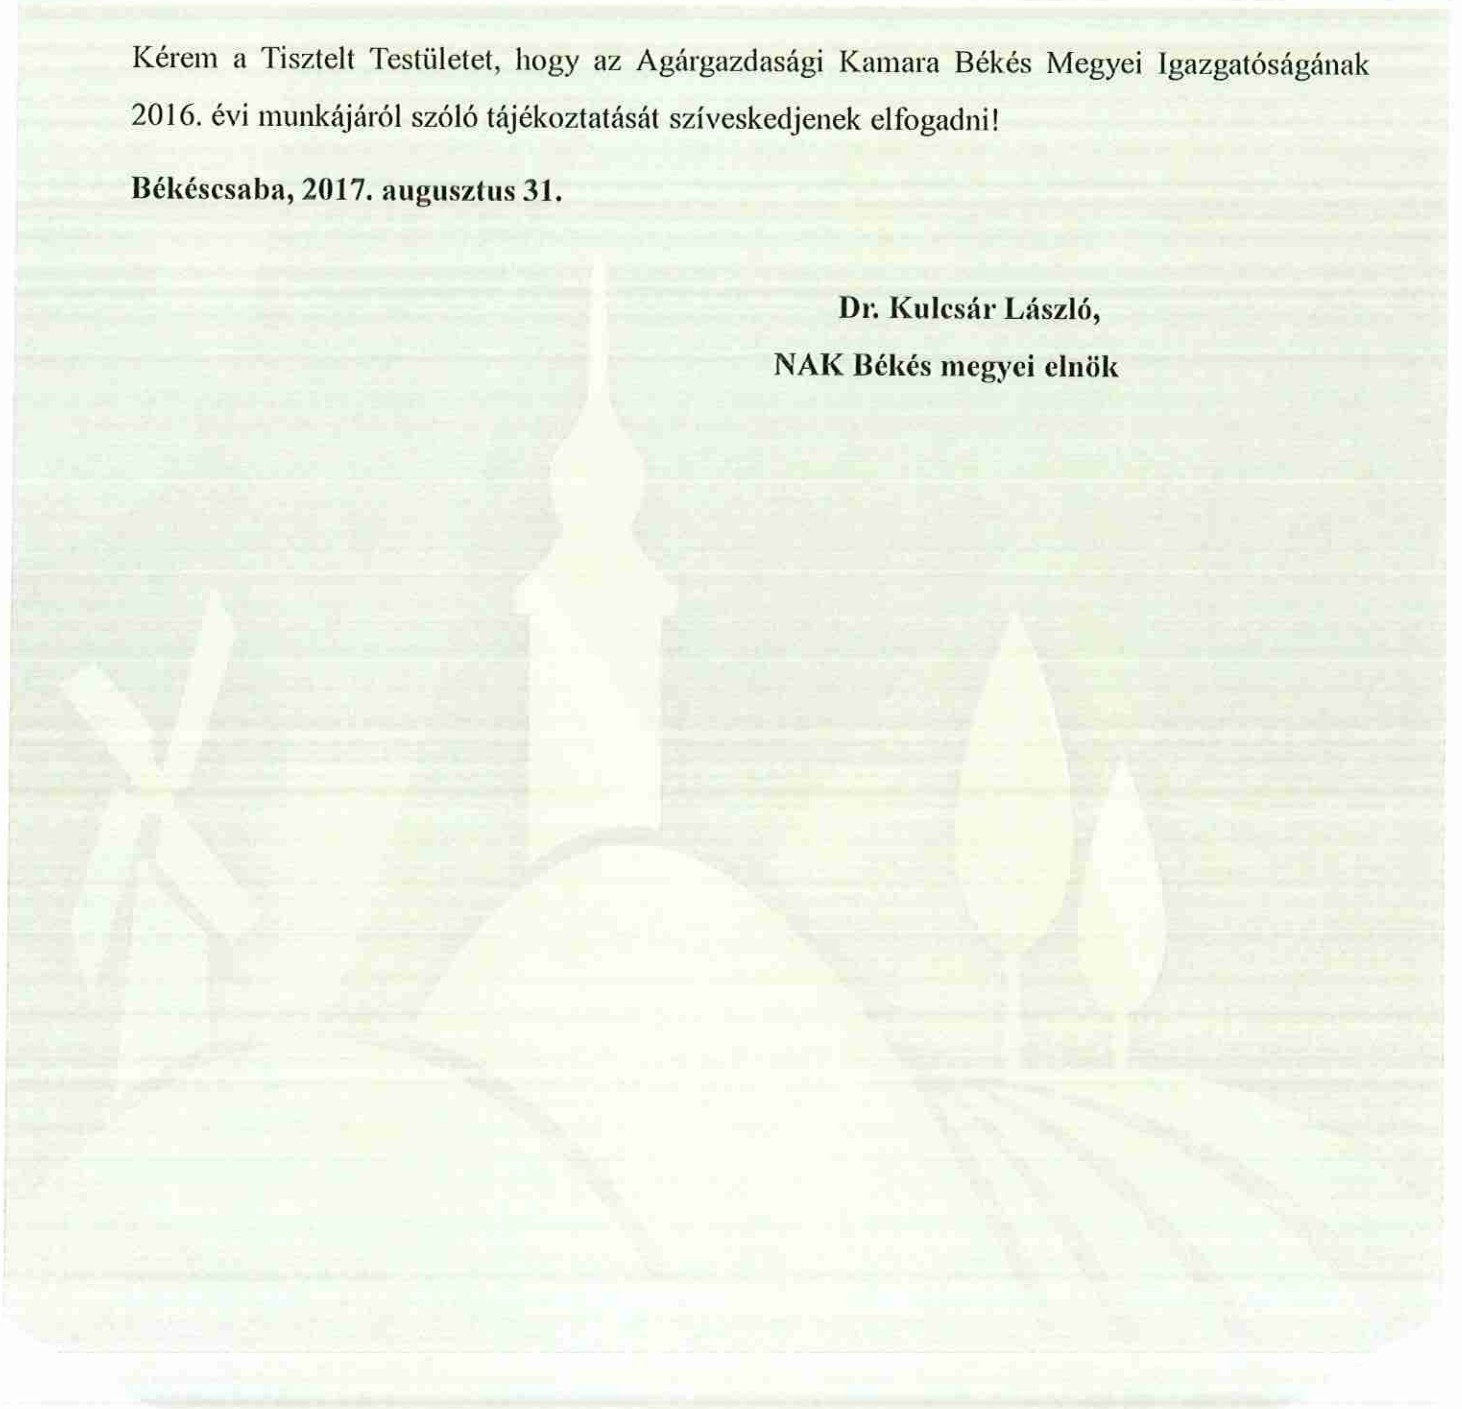 Kérem a Tisztelt Testületet, hogy az Agárgazdasági Kamara Békés Megyei Igazgatóságának
2016. évi munkájáról szóló tájékoztatását szíveskedjenek elfogadni!
Békéscsaba, 2017. augusztus 31.
Dr. Kulcsár László,
NAK Békés megyei elnök